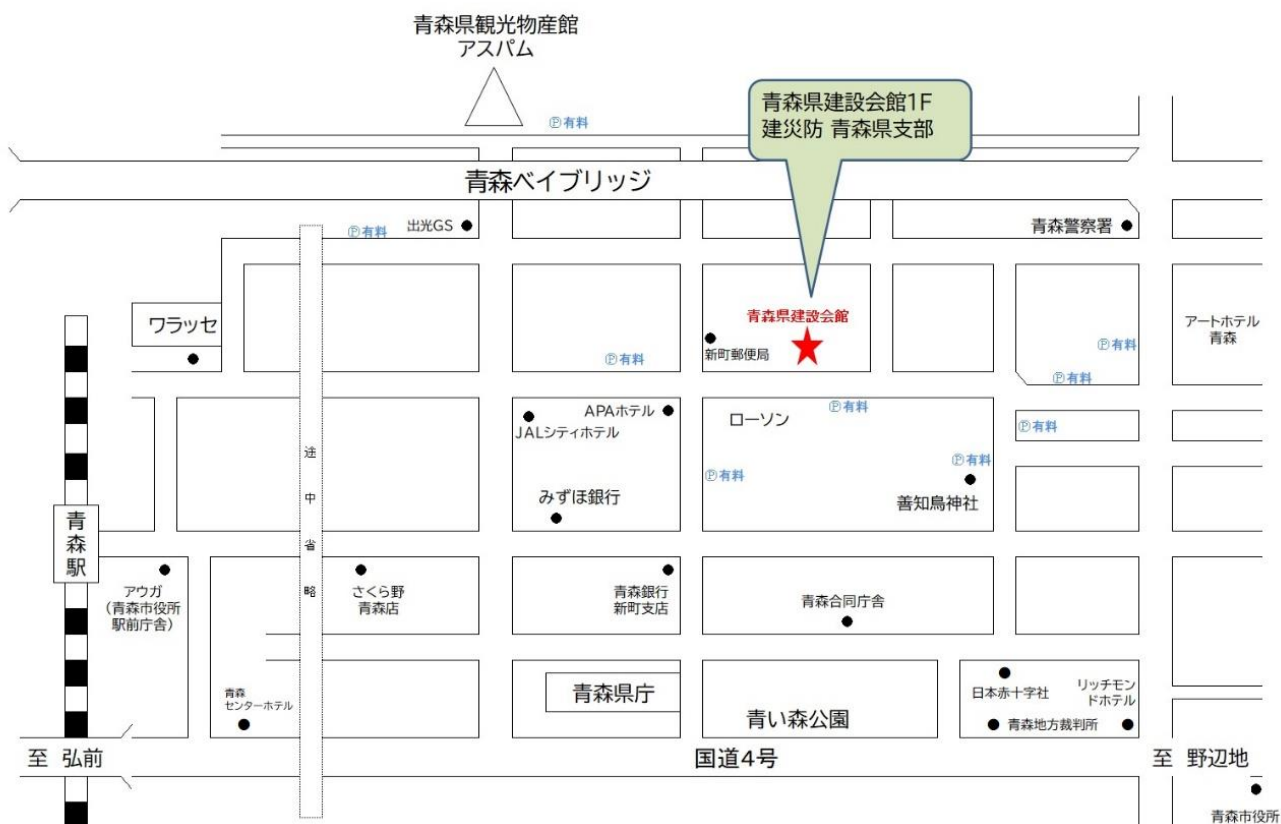 青森県観光物産館
アスパム
Ⓟ有料
青森県建設会館1F
建災防 青森県支部
青森ベイブリッジ
Ⓟ有料
出光GS
青森警察署
ワラッセ
青森県建設会館
新町郵便局
Ⓟ有料
Ⓟ有料
Ⓟ有料
アートホテル
青森
APAホテル
JALシティホテル
ローソン
Ⓟ有料
Ⓟ有料
Ⓟ有料
Ⓟ有料
途中省略
みずほ銀行
善知鳥神社
青森駅
アウガ
(青森市役所
駅前庁舎)
さくら野
青森店
青森銀行
新町支店
青森合同庁舎
青森
センターホテル
青森県庁
青い森公園
日本赤十字社
リッチモン
ドホテル
青森地方裁判所
至 弘前
国道4号
至 野辺地
青森市役所